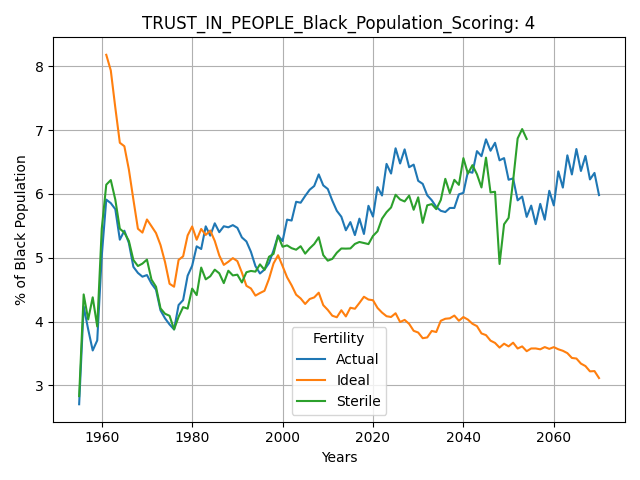 TRUST_IN_PEOPLE_Black_Population_Scoring: 4
% of Black Population
8
7
6
5
4
3
Fertility
Actual
Ideal
Sterile
1960 1980 2000 2020 2040 2060
Years